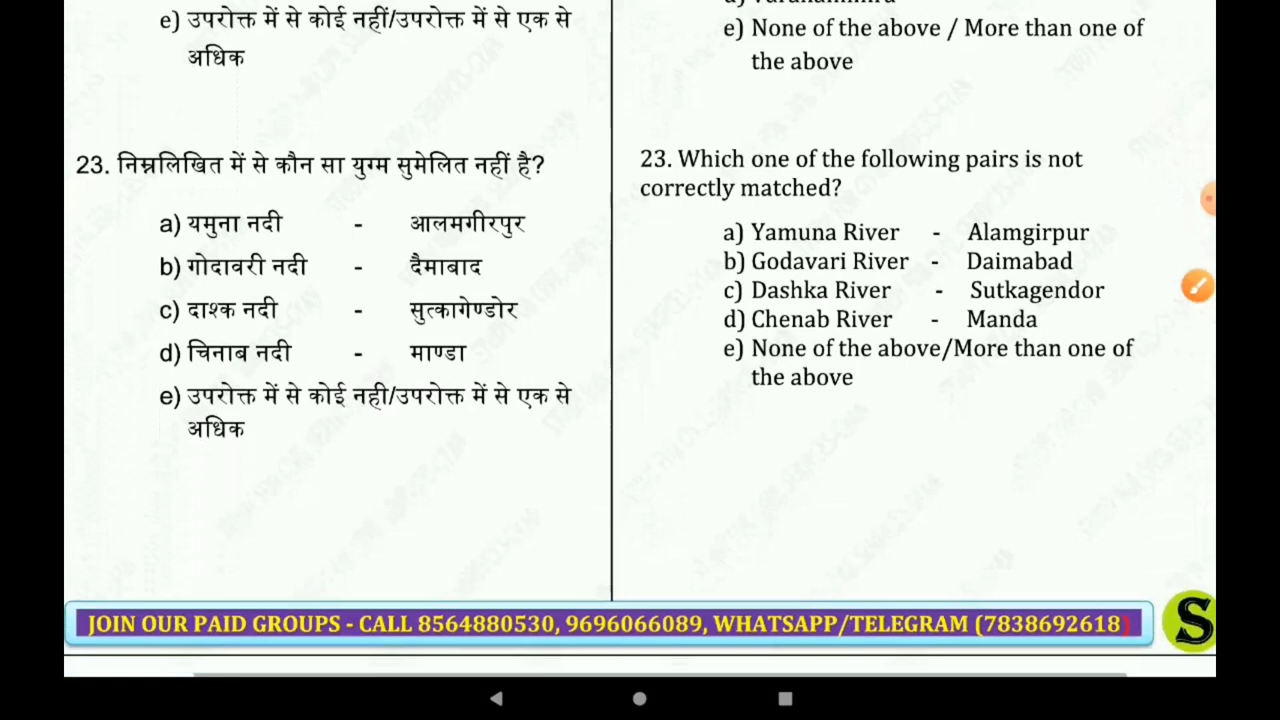 e) उपरोक्त में से कोई नहीं/उपरोक्त में से एक से
अधिक
23. निम्नलिखित में से कौन सा युग्म सुमेलित नहीं है?
a) यमुना नदी - आलमगीरपुर
b) गोदावरी नदी - दैमाबाद
c) दाश्क नदी - सुत्कागेण्डोर
d) चिनाब नदी - माण्डा
e) उपरोक्त में से कोई नही/उपरोक्त में से एक से
अधिक
e) None of the above / More than one of
the above
23. Which one of the following pairs is not
correctly matched?
a) Yamuna River - Alamgirpur
b) Godavari River - Daimabad
c) Dashka River - Sutkagendor
d) Chenab River - Manda
e) None of the above/More than one of
the above
JOIN OUR PAID GROUPS - CALL 8564880530, 9696066089, WHATSAPP/TELEGRAM (7838692618)
S